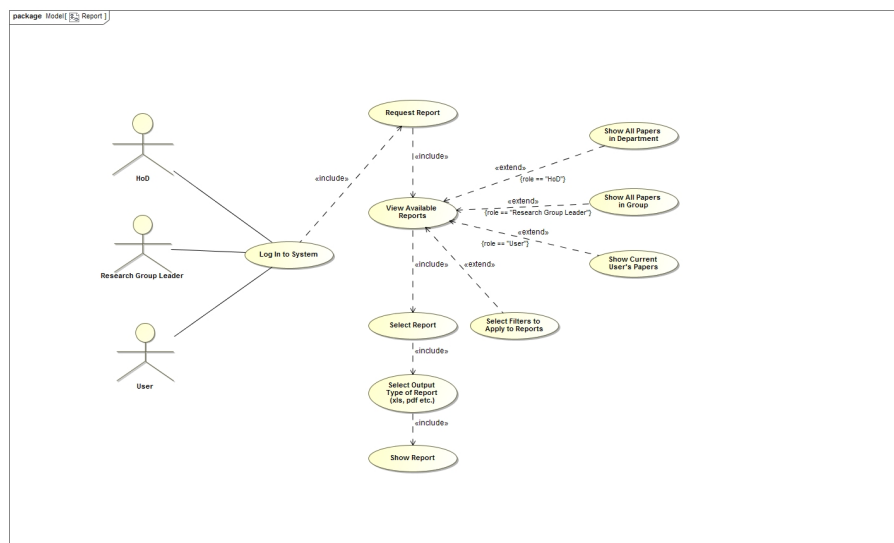 package Model[ Report ]
Request Report
Show All Papers
in Department
«extend»
{role == "HoD"}
«include»
«include»
HoD
View Available
Reports
Show All Papers
in Group
«extend»
{role == "Research Group Leader"}
«extend»
{role == "User"}
Research Group Leader
Log In to System
Show Current
User's Papers
«include»
«extend»
Select Report
Select Filters to
Apply to Reports
«include»
User
Select Output
Type of Report
(xls, pdf etc.)
«include»
Show Report